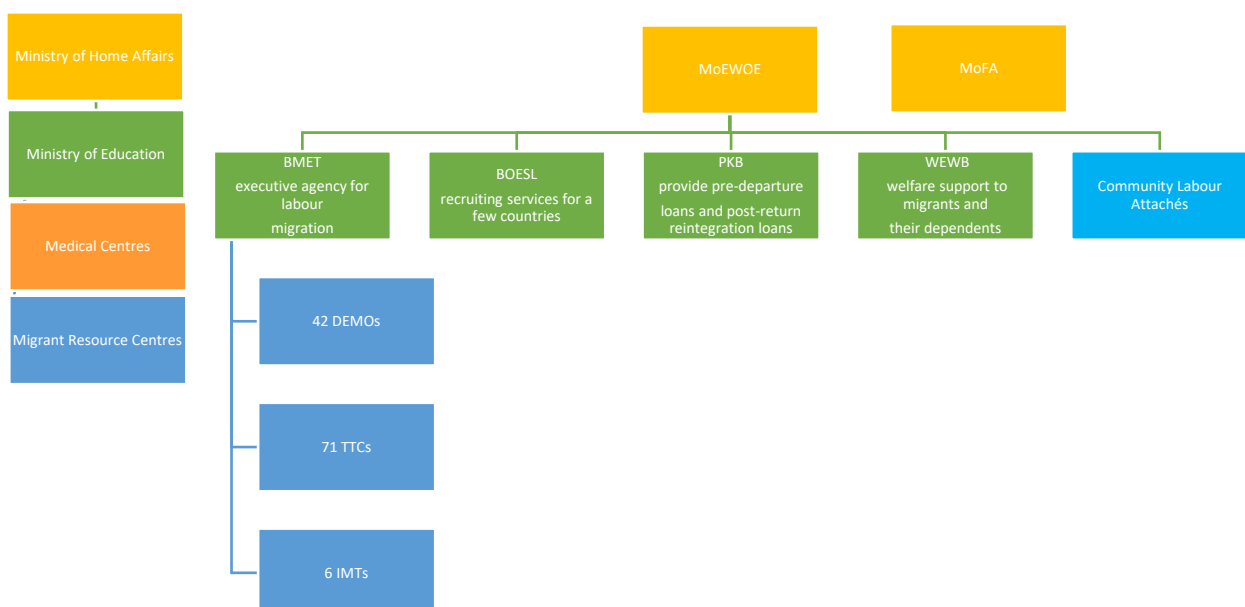 Ministry of Home Affairs
Ministry of Education
Medical Centres
Migrant Resource Centres
MoEWOE
MoFA
BMET
executive agency for
labour
migration
BOESL
recruiting services for a
few countries
PKB
provide pre-departure
loans and post-return
reintegration loans
WEWB
welfare support to
migrants and
their dependents
Community Labour
Attachés
42 DEMOs
71 TTCs
6 IMTs